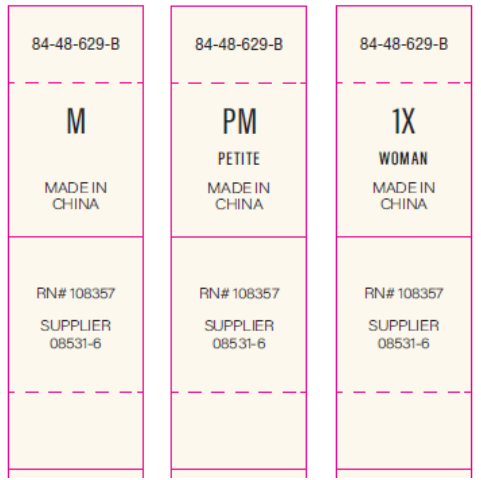 84-48-629-B
M
MADE IN
CHINA
RN# 108357
SUPPLIER
08531-6
84-48-629-B
PM
PETITE
MADE IN
CHINA
RN# 108357
SUPPLIER
08531-6
84-48-629-B
1X
WOMAN
MADE IN
CHINA
RN# 108357
SUPPLIER
08531-6